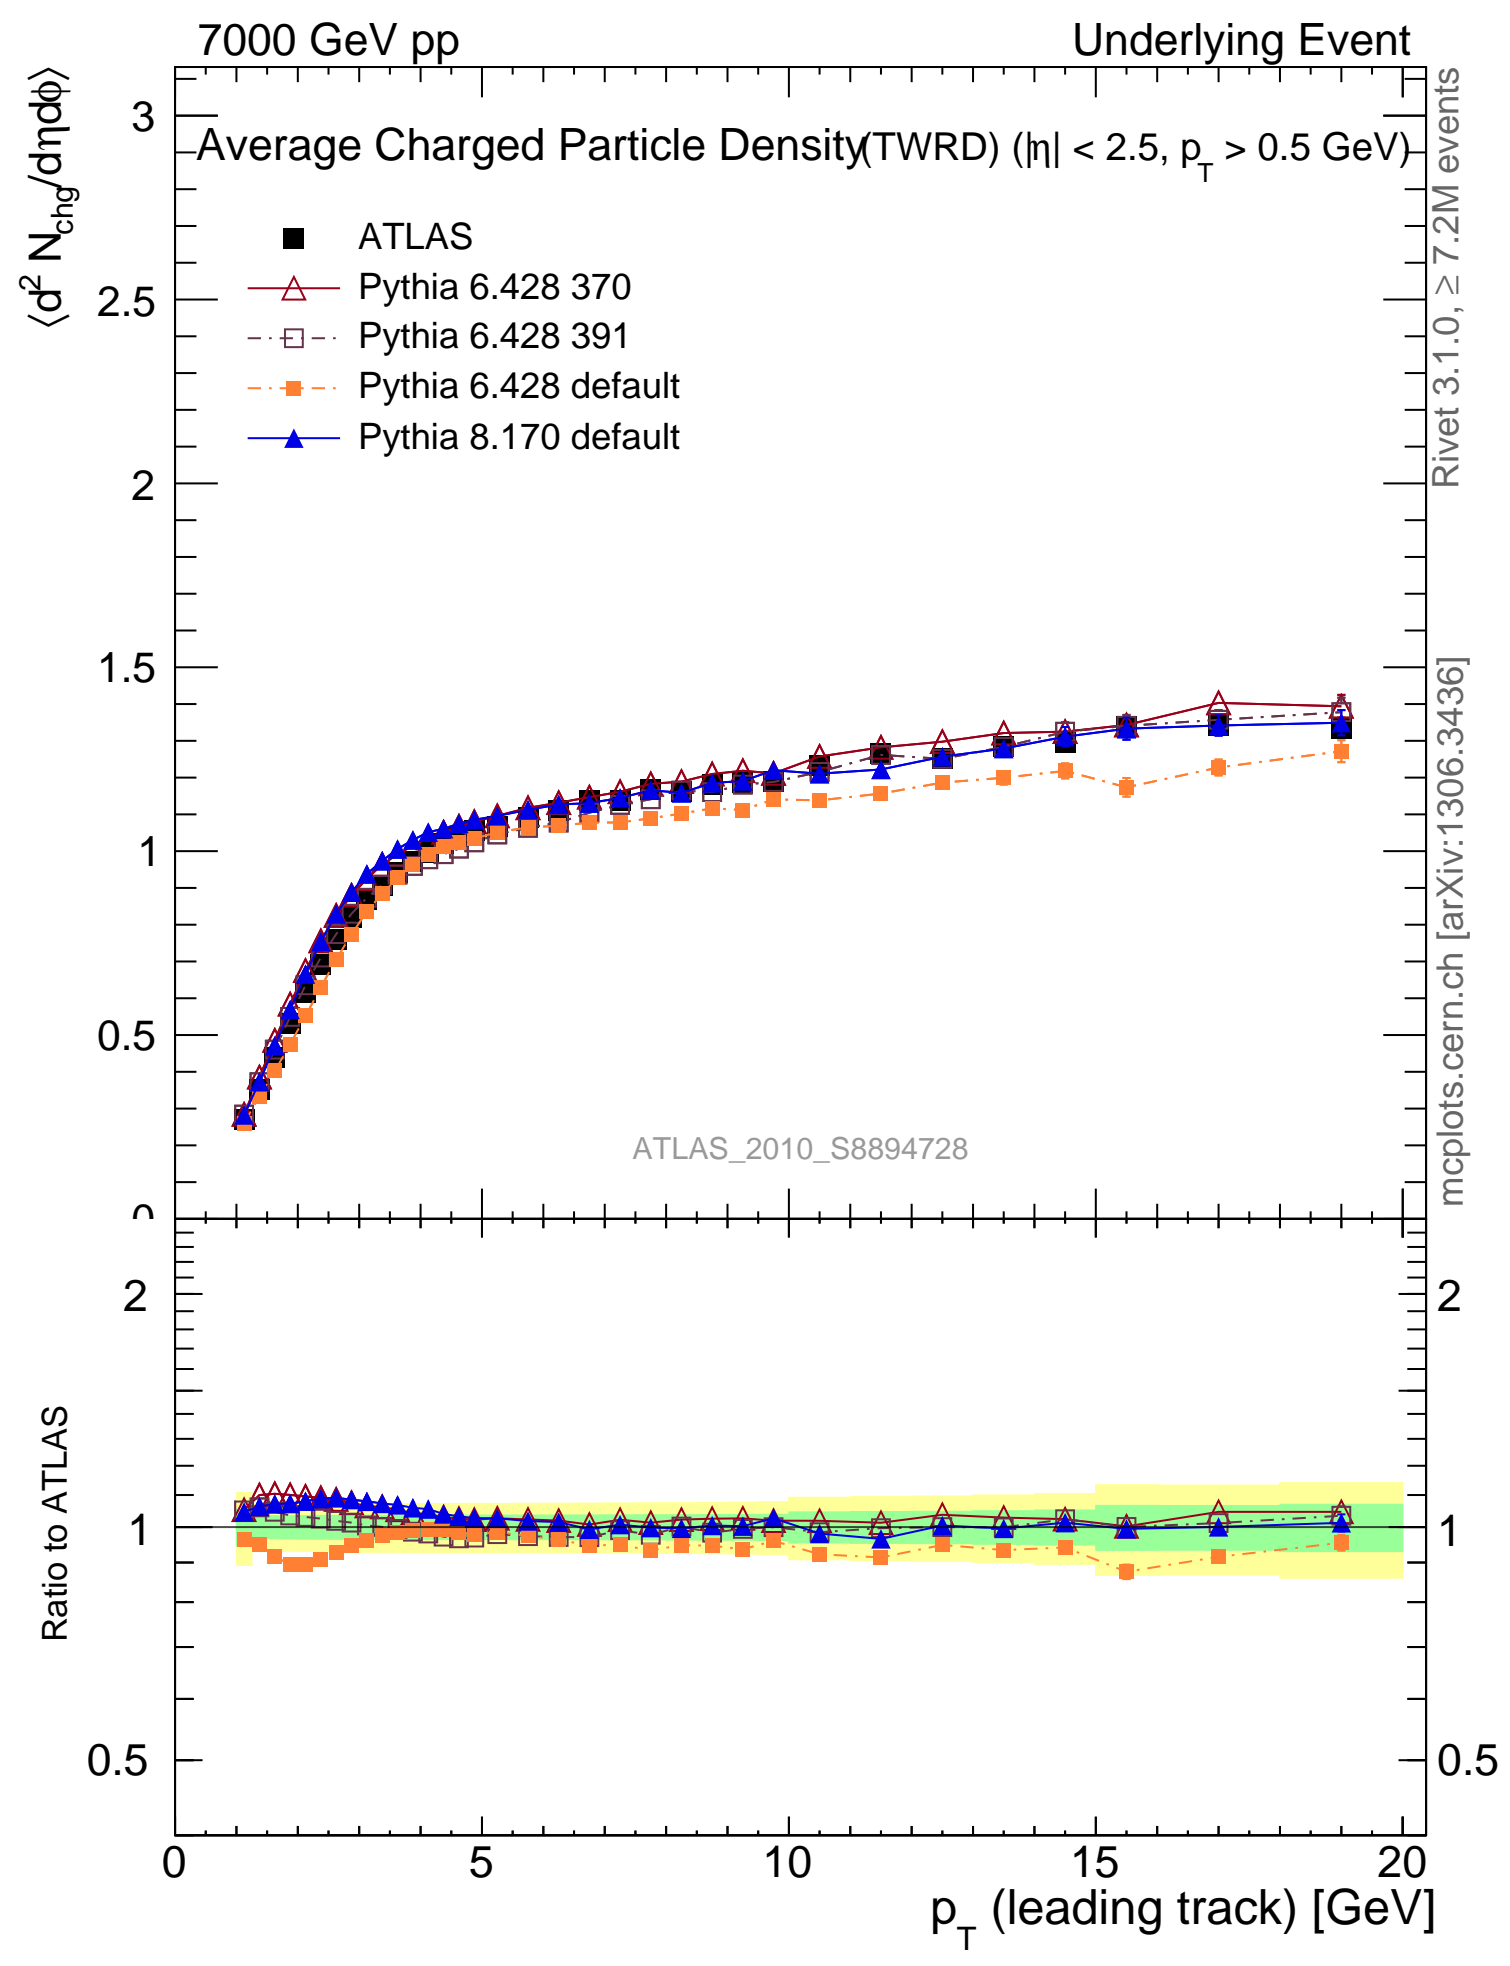 7000 GeV pp
Underlying Event
⟨d² N_chg/dηdϕ⟩
Average Charged Particle Density (TWRD) (|η| < 2.5, p_T > 0.5 GeV)
ATLAS
Pythia 6.428 370
Pythia 6.428 391
Pythia 6.428 default
Pythia 8.170 default
3
2.5
2
1.5
1
0.5
0
ATLAS_2010_S8894728
Rivet 3.1.0, ≥ 7.2M events
mcplots.cern.ch [arXiv:1306.3436]
Ratio to ATLAS
2
1
0.5
2
1
0.5
0 5 10 15 20
p_T (leading track) [GeV]